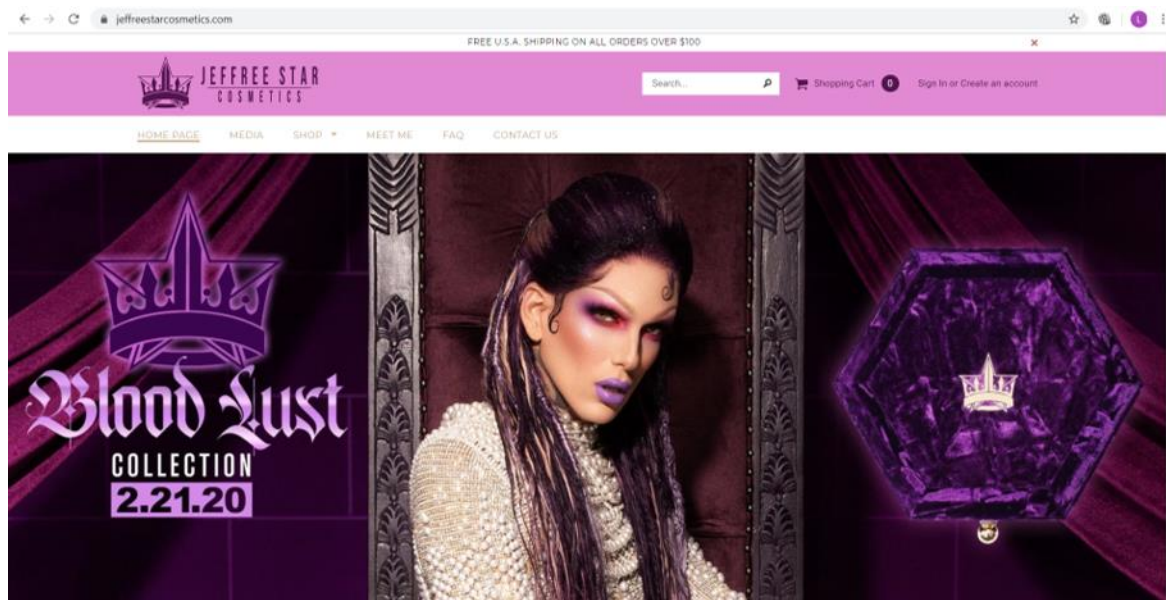 jeffreestarcosmetics.com
L
FREE U.S.A. SHIPPING ON ALL ORDERS OVER $100
JEFFREE STAR
COSMETICS
Search...
Shopping Cart 0
Sign In or Create an account
HOME PAGE MEDIA SHOP MEET ME FAQ CONTACT US
Blood Lust
COLLECTION
2.21.20